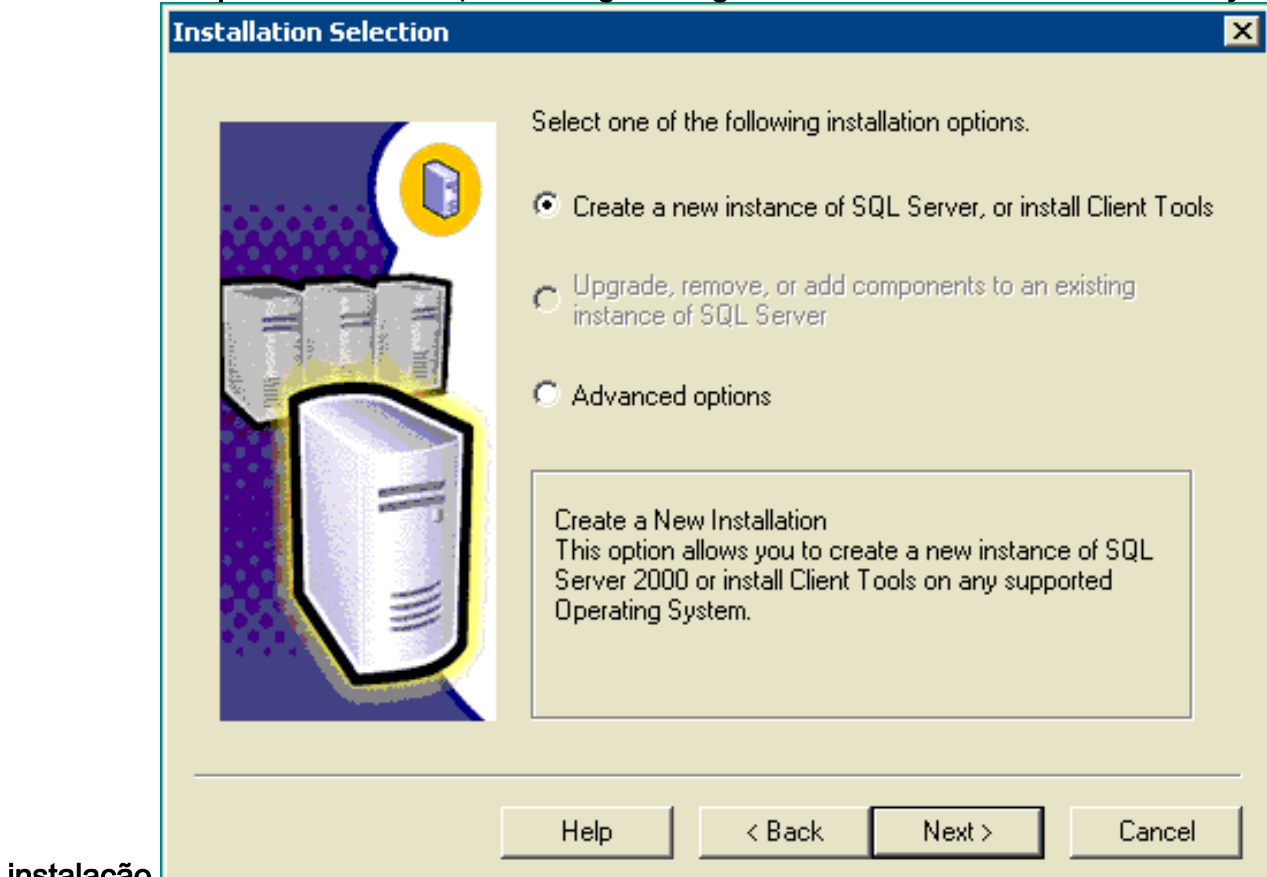 Installation Selection
Select one of the following installation options.
Create a new instance of SQL Server, or install Client Tools
Upgrade, remove, or add components to an existing
instance of SQL Server
Advanced options
Create a New Installation
This option allows you to create a new instance of SQL
Server 2000 or install Client Tools on any supported
Operating System.
Help
< Back
Next >
Cancel
instalação